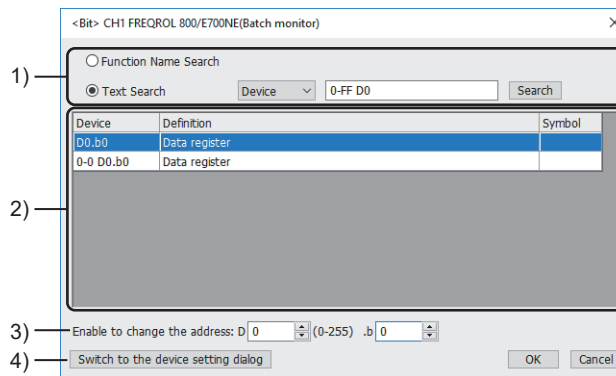 <Bit> CH1 FREQROL 800/E700NE(Batch monitor)
1)
Function Name Search
Text Search Device 0-FF D0 Search
2)
Device Definition Symbol
D0.b0 Data register
0-0 D0.b0 Data register
3) Enable to change the address: D 0 (0-255) .b 0
4) Switch to the device setting dialog OK Cancel